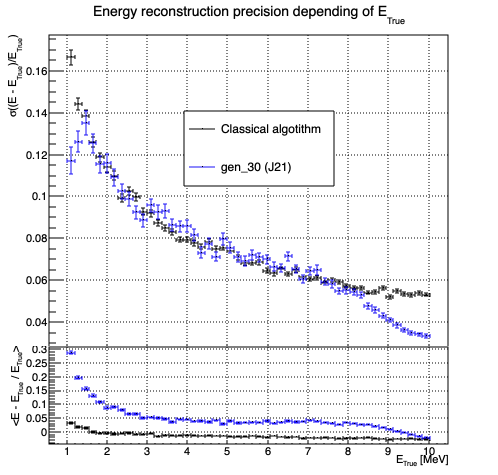 Energy reconstruction precision depending of E_True
σ((E - E_True)/E_True)
0.16
0.14
0.12
0.1
0.08
0.06
0.04
Classical algotithm
gen_30 (J21)
<E - E_True / E_True>
0.3
0.25
0.2
0.15
0.1
0.05
0
1 2 3 4 5 6 7 8 9 10
E_True [MeV]